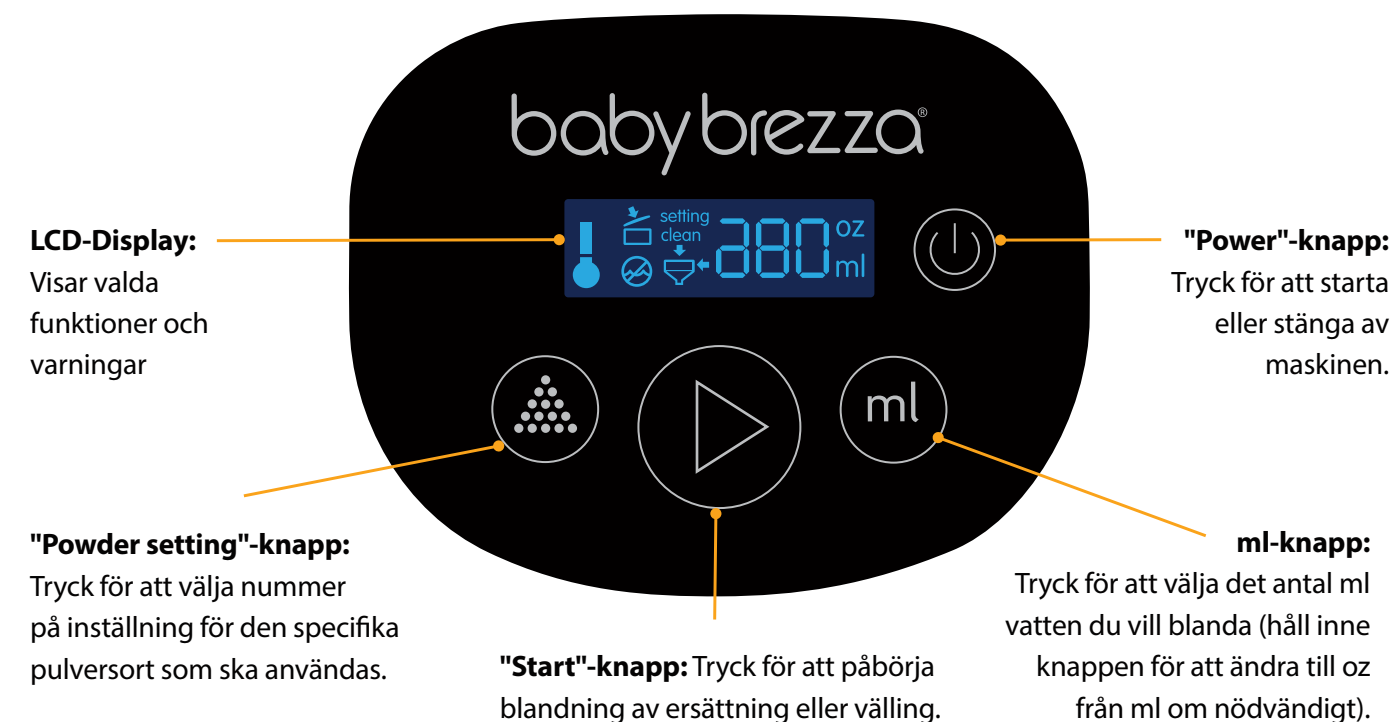 baby brezza®
setting
clean
380
oz
ml
LCD-Display:
Visar valda
funktioner och
varningar
"Power"-knapp:
Tryck för att starta
eller stänga av
maskinen.
ml
"Powder setting"-knapp:
Tryck för att välja nummer
på inställning för den specifika
pulversort som ska användas.
"Start"-knapp: Tryck för att påbörja
blandning av ersättning eller välling.
ml-knapp:
Tryck för att välja det antal ml
vatten du vill blanda (håll inne
knappen för att ändra till oz
från ml om nödvändigt).